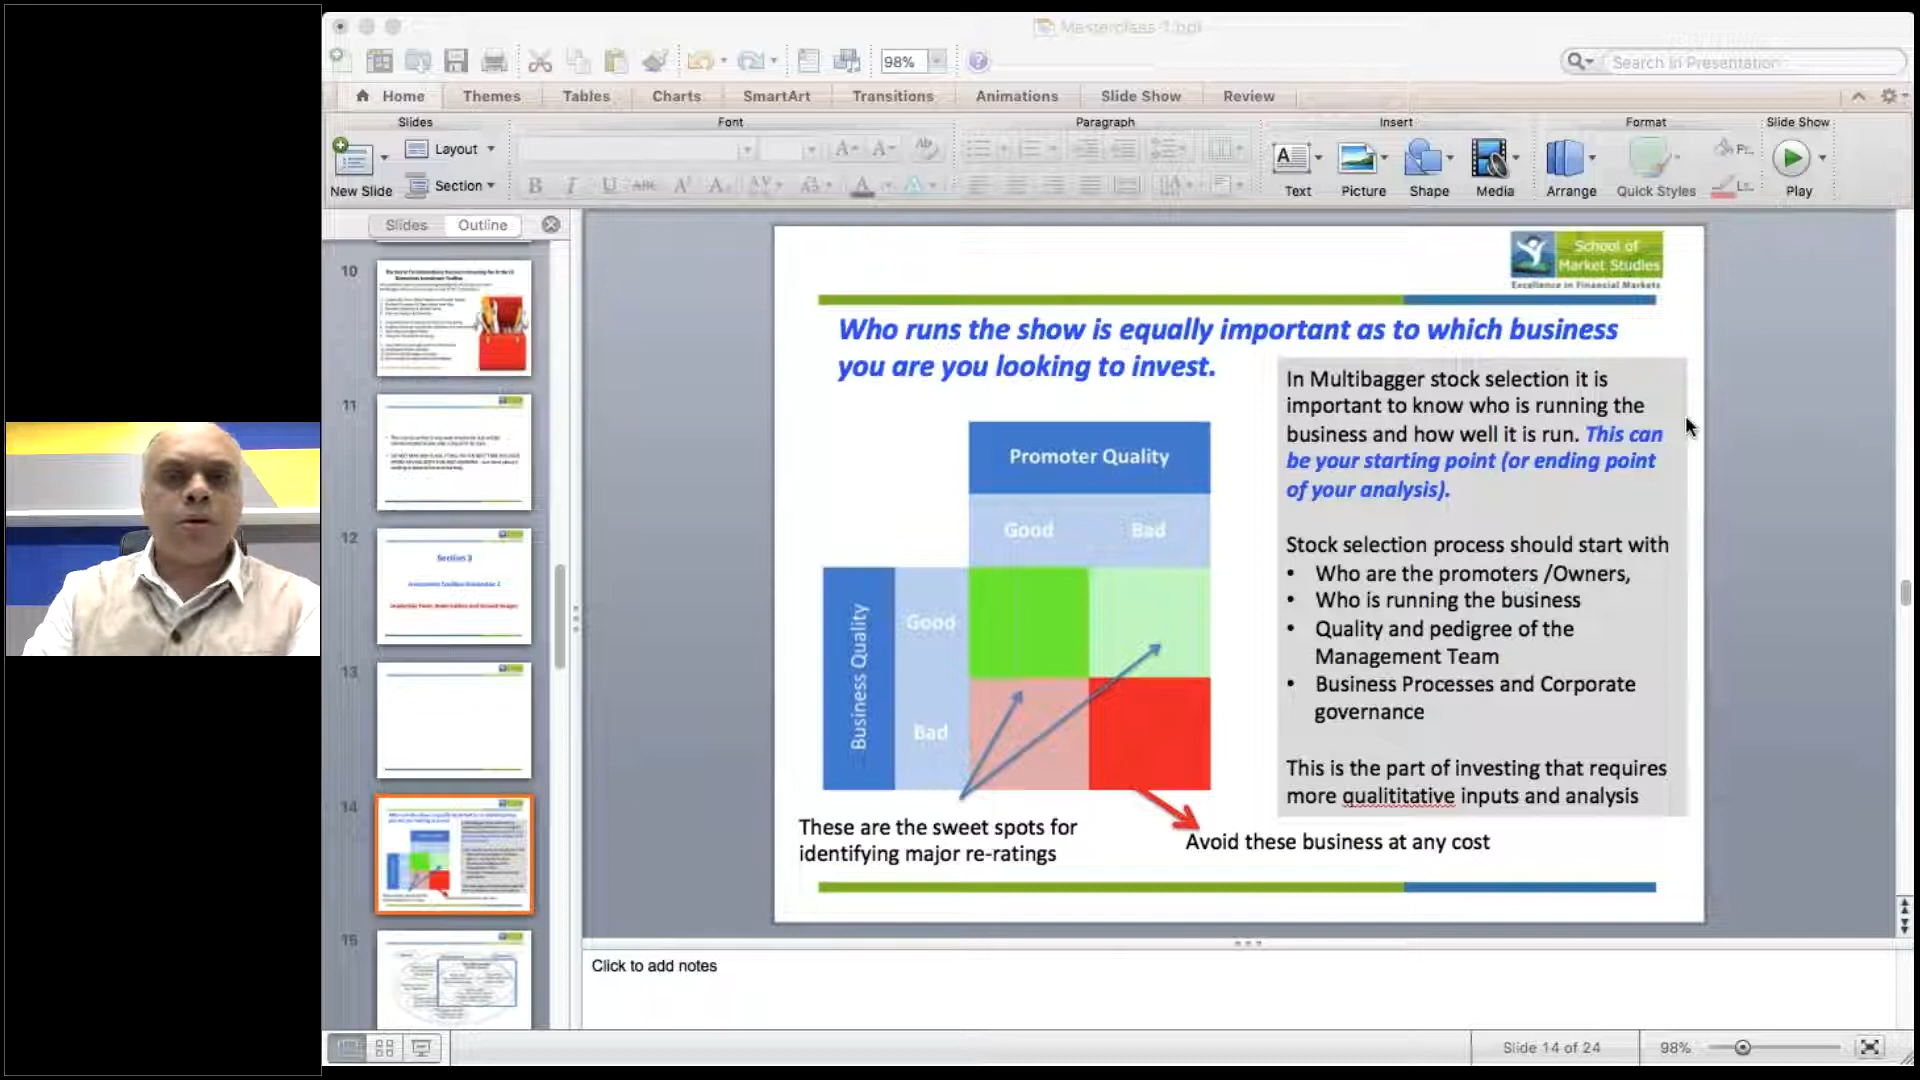 Masterclass-1.ppt
98%
Search in Presentation
Home
Themes
Tables
Charts
SmartArt
Transitions
Animations
Slide Show
Review
Slides
Font
Paragraph
Insert
Format
Slide Show
New Slide
Layout
Section
Text
Picture
Shape
Media
Arrange
Quick Styles
Play
Slides
Outline
10
11
12
Section 3
13
14
15
School of
Market Studies
Excellence in Financial Markets
Who runs the show is equally important as to which business
you are you looking to invest.
Promoter Quality
Good
Bad
Business Quality
Good
Bad
These are the sweet spots for
identifying major re-ratings
Avoid these business at any cost
In Multibagger stock selection it is
important to know who is running the
business and how well it is run. This can
be your starting point (or ending point
of your analysis).
Stock selection process should start with
• Who are the promoters /Owners,
• Who is running the business
• Quality and pedigree of the
Management Team
• Business Processes and Corporate
governance
This is the part of investing that requires
more qualititative inputs and analysis
Click to add notes
Slide 14 of 24
98%